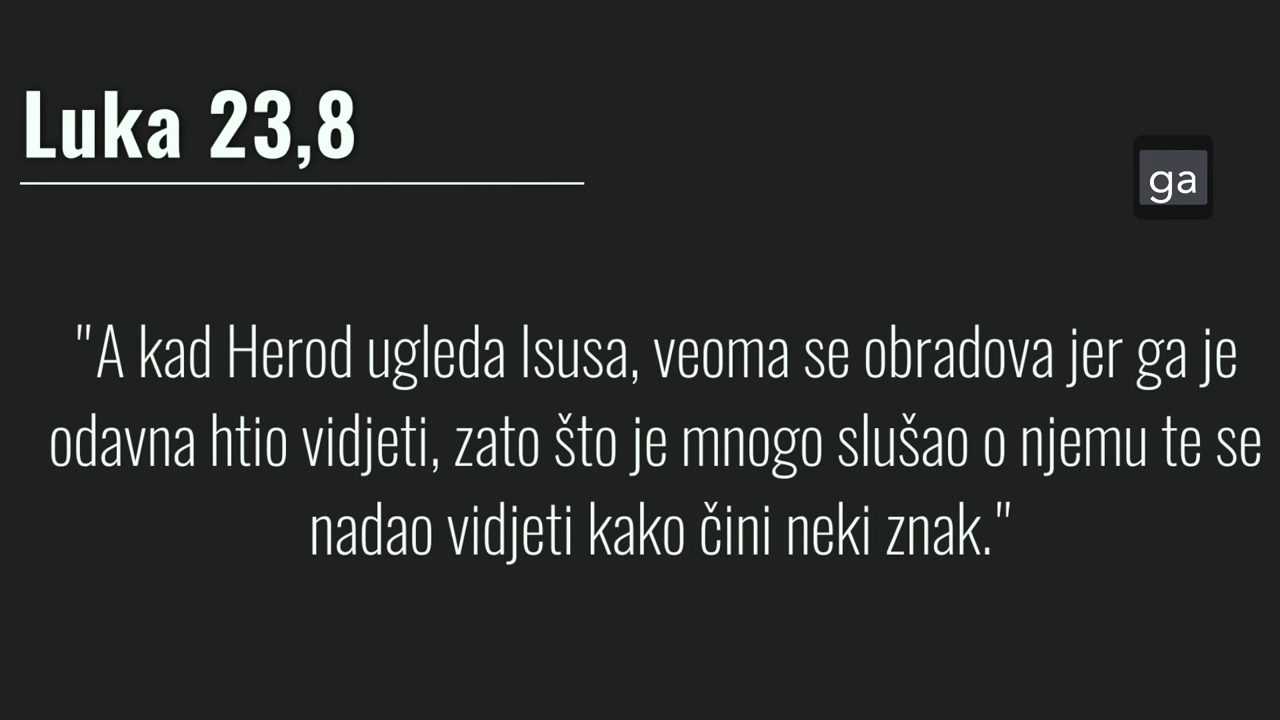 Luka 23,8
ga
"A kad Herod ugleda Isusa, veoma se obradova jer ga je
odavna htio vidjeti, zato što je mnogo slušao o njemu te se
nadao vidjeti kako čini neki znak."